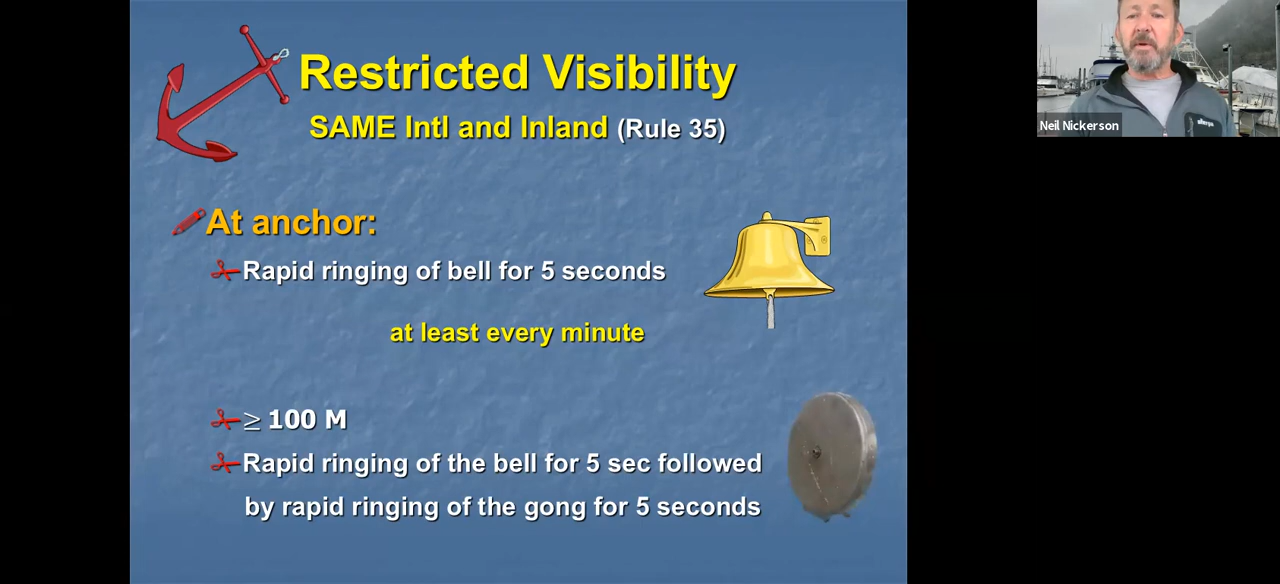 Restricted Visibility
SAME Intl and Inland (Rule 35)
At anchor:
Rapid ringing of bell for 5 seconds
at least every minute
≥ 100 M
Rapid ringing of the bell for 5 sec followed
by rapid ringing of the gong for 5 seconds
Neil Nickerson